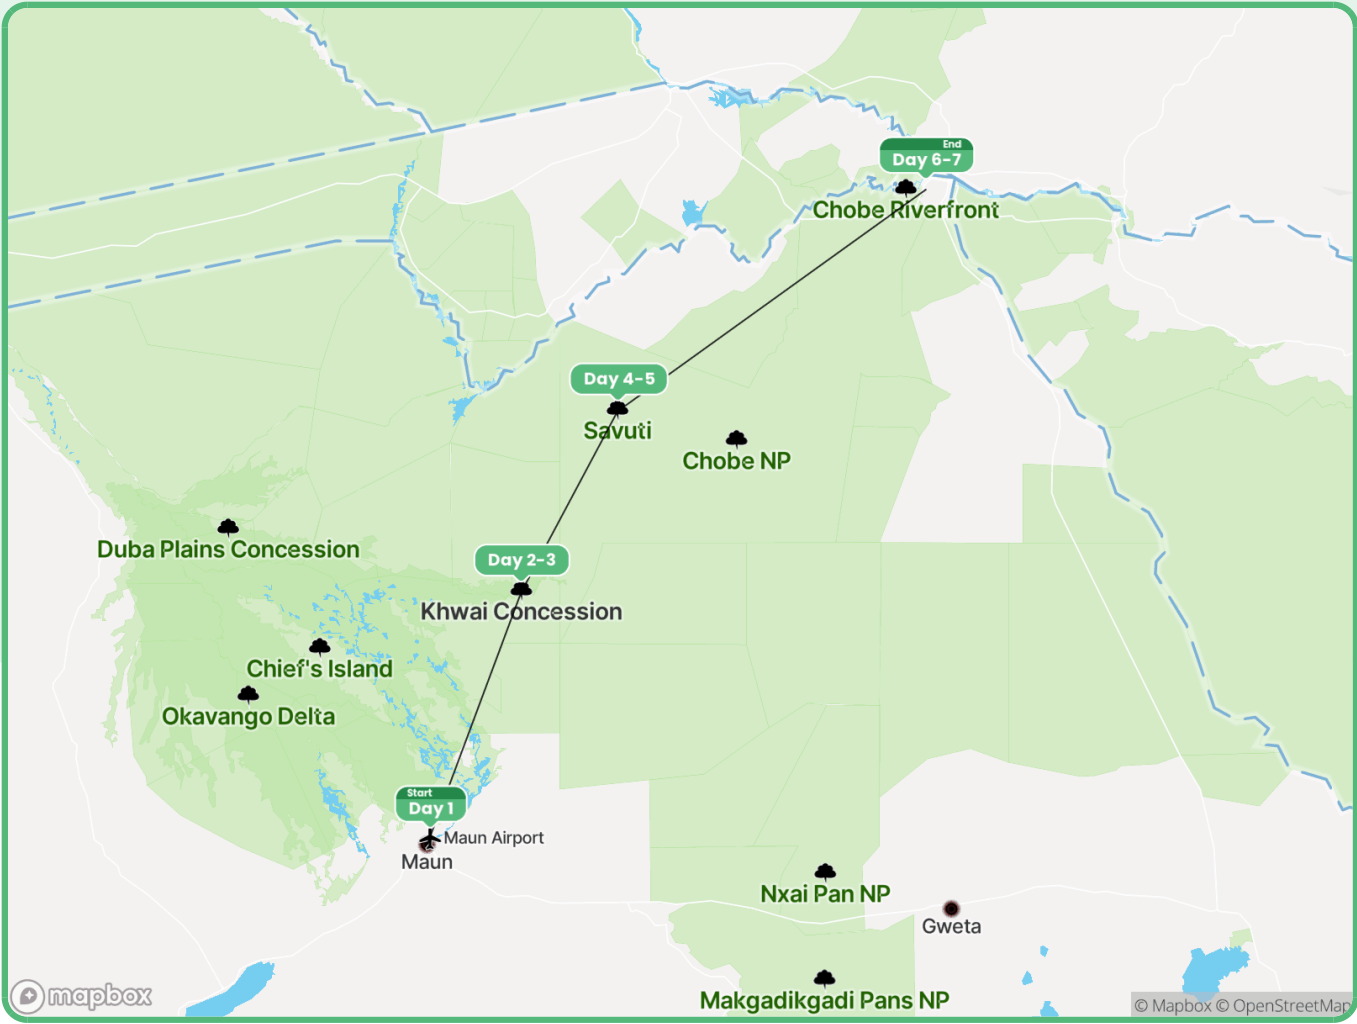 End
Day 6-7
Chobe Riverfront
Day 4-5
Savuti
Chobe NP
Duba Plains Concession
Day 2-3
Khwai Concession
Chief's Island
Okavango Delta
Start
Day 1
Maun Airport
Maun
Nxai Pan NP
Gweta
Makgadikgadi Pans NP
mapbox
© Mapbox © OpenStreetMap